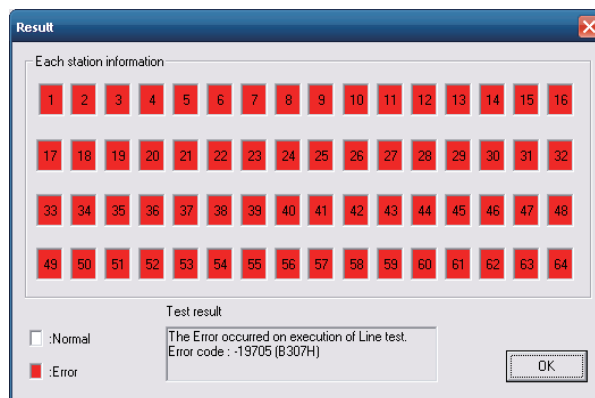 Result
Each station information
1 2 3 4 5 6 7 8 9 10 11 12 13 14 15 16
17 18 19 20 21 22 23 24 25 26 27 28 29 30 31 32
33 34 35 36 37 38 39 40 41 42 43 44 45 46 47 48
49 50 51 52 53 54 55 56 57 58 59 60 61 62 63 64
Test result
:Normal
:Error
The Error occurred on execution of Line test.
Error code : -19705 (B307H)
OK